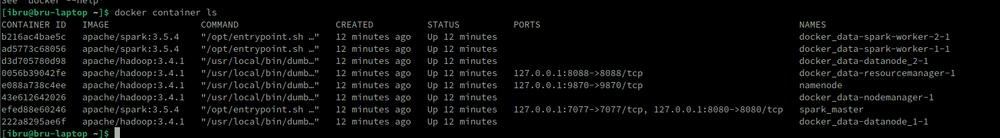 See 'docker --help'
[ibru@bru-laptop ~]$ docker container ls
CONTAINER ID   IMAGE                 COMMAND                  CREATED          STATUS          PORTS                                                      NAMES
b216ac4bae5c   apache/spark:3.5.4    "/opt/entrypoint.sh …"   12 minutes ago   Up 12 minutes                                                              docker_data-spark-worker-2-1
ad5773c68056   apache/spark:3.5.4    "/opt/entrypoint.sh …"   12 minutes ago   Up 12 minutes                                                              docker_data-spark-worker-1-1
d3d705780d98   apache/hadoop:3.4.1   "/usr/local/bin/dumb…"   12 minutes ago   Up 12 minutes                                                              docker_data-datanode_2-1
0056b39042fe   apache/hadoop:3.4.1   "/usr/local/bin/dumb…"   12 minutes ago   Up 12 minutes   127.0.0.1:8088->8088/tcp                                   docker_data-resourcemanager-1
e088a738c4ee   apache/hadoop:3.4.1   "/usr/local/bin/dumb…"   12 minutes ago   Up 12 minutes   127.0.0.1:9870->9870/tcp                                   namenode
43e612642026   apache/hadoop:3.4.1   "/usr/local/bin/dumb…"   12 minutes ago   Up 12 minutes                                                              docker_data-nodemanager-1
efed88e60246   apache/spark:3.5.4    "/opt/entrypoint.sh …"   12 minutes ago   Up 12 minutes   127.0.0.1:7077->7077/tcp, 127.0.0.1:8080->8080/tcp   spark_master
222a8295ae6f   apache/hadoop:3.4.1   "/usr/local/bin/dumb…"   12 minutes ago   Up 12 minutes                                                              docker_data-datanode_1-1
[ibru@bru-laptop ~]$